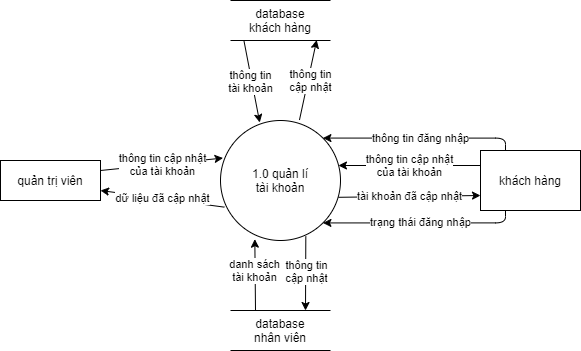 database
khách hàng
thông tin
tài khoản
thông tin
cập nhật
thông tin đăng nhập
thông tin cập nhật
của tài khoản
thông tin cập nhật
của tài khoản
quản trị viên
1.0 quản lí
tài khoản
khách hàng
dữ liệu đã cập nhật
tài khoản đã cập nhật
trạng thái đăng nhập
danh sách
tài khoản
thông tin
cập nhật
database
nhân viên